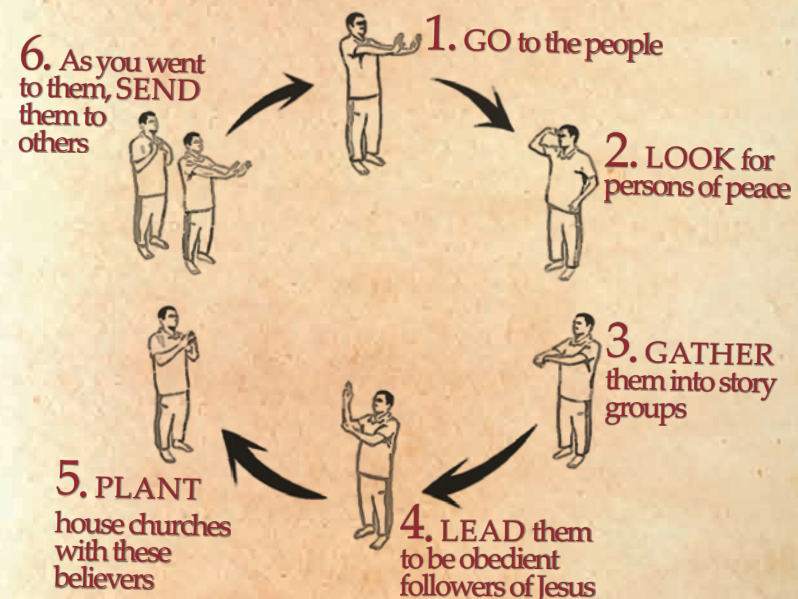 1. GO to the people
2. LOOK for
persons of peace
3. GATHER
them into story
groups
4. LEAD them
to be obedient
followers of Jesus
5. PLANT
house churches
with these
believers
6. As you went
to them, SEND
them to
others